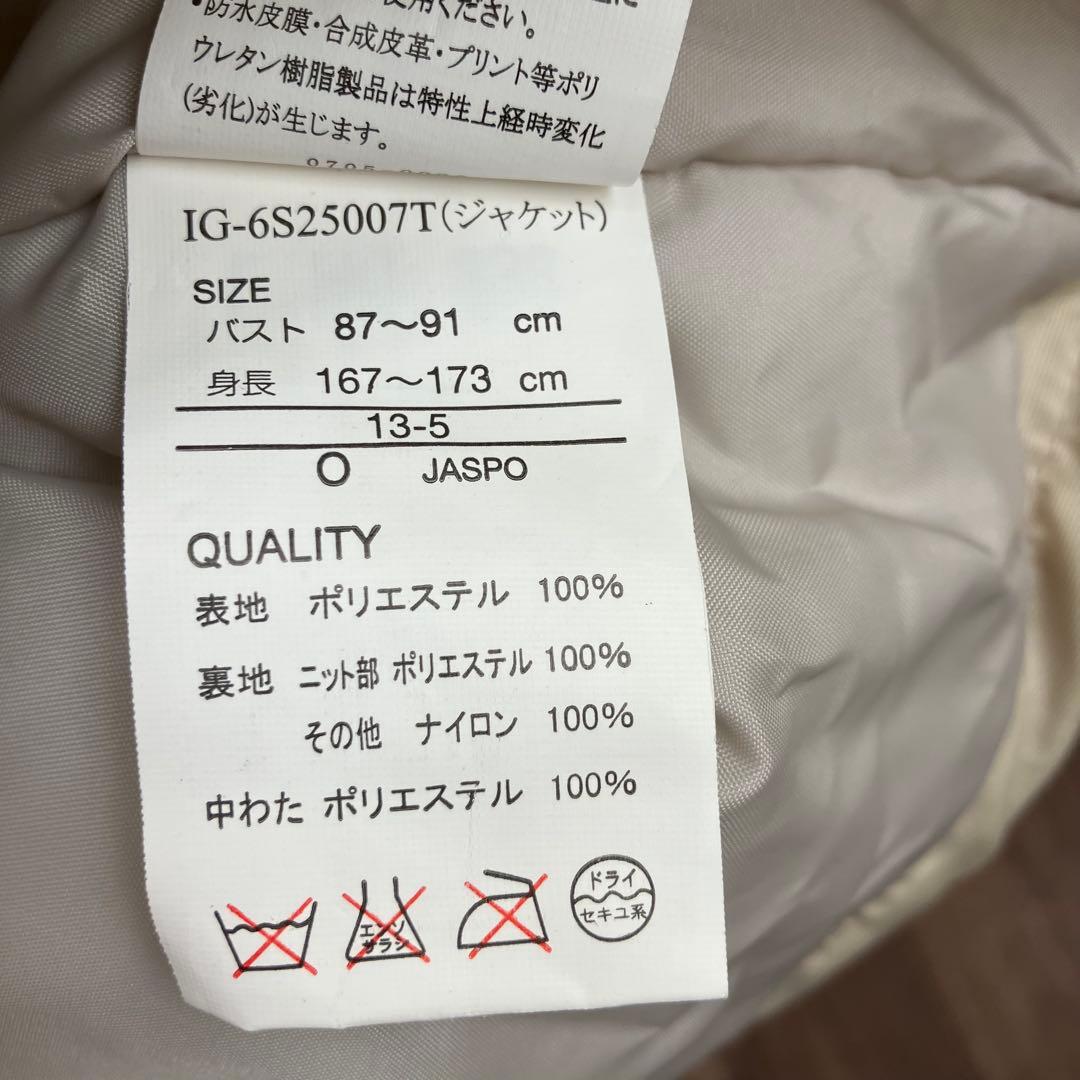 使用ください。
・防水皮膜・合成皮革・プリント等ポリ
ウレタン樹脂製品は特性上経時変化
(劣化)が生じます。
IG-6S25007T(ジャケット)
SIZE
バスト 87〜91 cm
身長 167〜173 cm
13-5
O JASPO
QUALITY
表地 ポリエステル 100%
裏地 ニット部 ポリエステル 100%
その他 ナイロン 100%
中わた ポリエステル 100%
エンソ
サラシ
ドライ
セキユ系